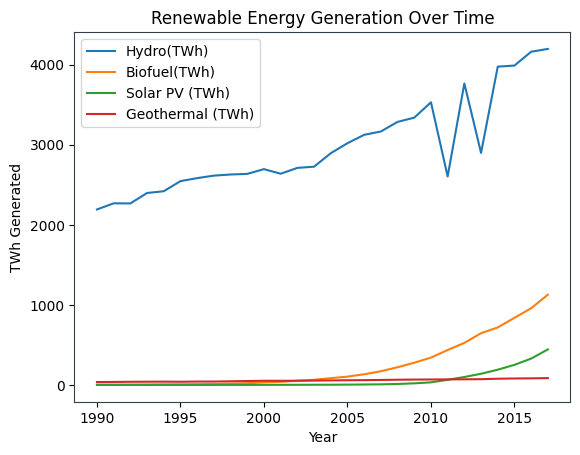 Renewable Energy Generation Over Time
Hydro(TWh)
Biofuel(TWh)
Solar PV (TWh)
Geothermal (TWh)
TWh Generated
4000
3000
2000
1000
0
1990
1995
2000
2005
2010
2015
Year